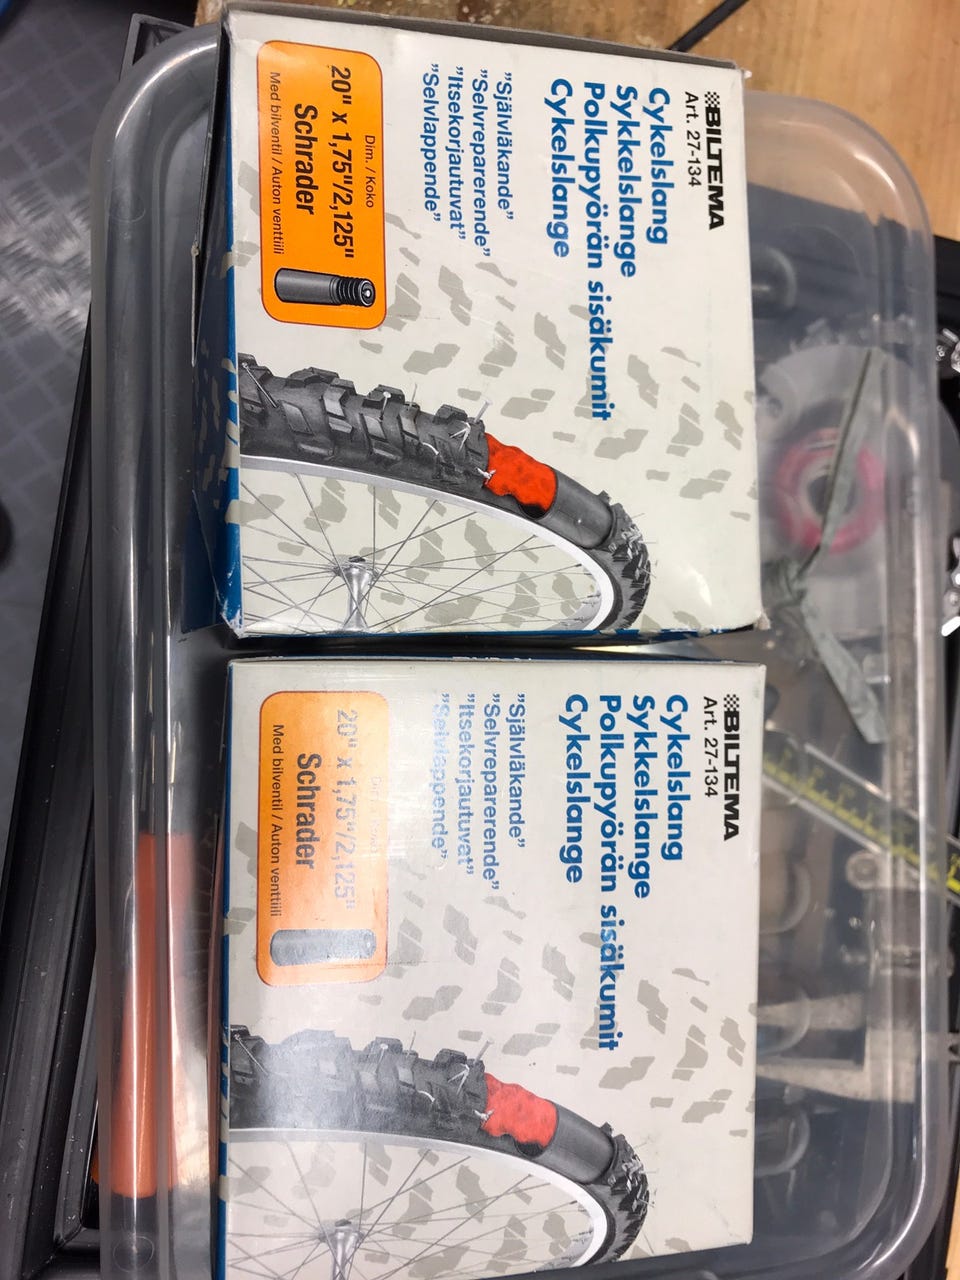 BILTEMA
Art. 27-134
Cykelslang
Sykkelslange
Polkupyörän sisäkumit
Cykelslange
”Självläkande”
”Selvreparerende”
”Itsekorjautuvat”
”Selvlappende”
Dim. / Koko
20" x 1,75"/2,125"
Schrader
Med bilventil / Auton venttiili
BILTEMA
Art. 27-134
Cykelslang
Sykkelslange
Polkupyörän sisäkumit
Cykelslange
”Självläkande”
”Selvreparerende”
”Itsekorjautuvat”
”Selvlappende”
20" x 1,75"/2,125"
Schrader
Med bilventil / Auton venttiili